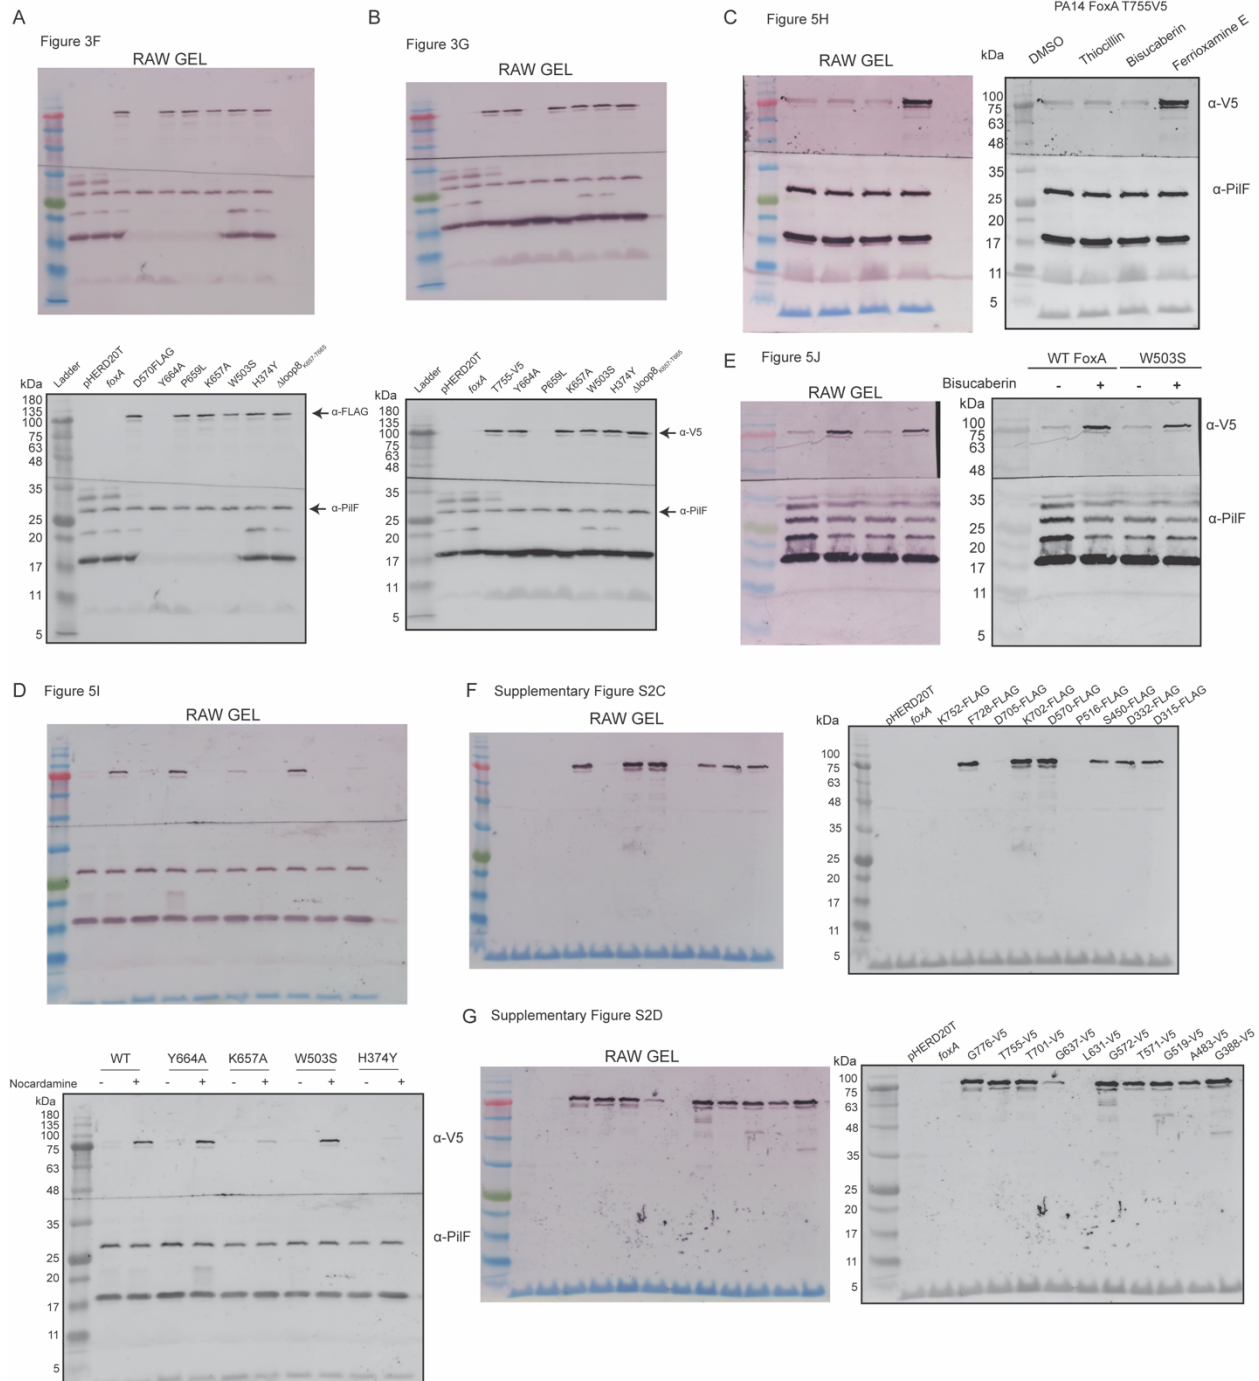 A
Figure 3F
RAW GEL
kDa
Ladder
pHERD20T
foxA
D570FLAG
Y664A
P659L
K657A
W503S
H374Y
Δloop8K657-T665
180
135
100
75
63
48
35
25
17
11
5
α-FLAG
α-PilF
B
Figure 3G
RAW GEL
kDa
Ladder
pHERD20T
foxA
T755-V5
Y664A
P659L
K657A
W503S
H374Y
Δloop8K657-T665
180
135
100
75
63
48
35
25
20
17
11
5
α-V5
α-PilF
C
Figure 5H
RAW GEL
PA14 FoxA T755V5
kDa
DMSO
Thiocillin
Bisucaberin
Ferrioxamine E
100
75
63
48
35
25
20
17
11
5
α-V5
α-PilF
E
Figure 5J
RAW GEL
WT FoxA W503S
Bisucaberin - + - +
kDa
100
75
63
48
35
25
20
17
11
5
α-V5
α-PilF
D
Figure 5I
RAW GEL
WT Y664A K657A W503S H374Y
Nocardamine - + - + - + - + - +
kDa
180
135
100
75
63
48
35
25
20
17
11
5
α-V5
α-PilF
F
Supplementary Figure S2C
RAW GEL
kDa
pHERD20T
foxA
K752-FLAG
F728-FLAG
D705-FLAG
K702-FLAG
D570-FLAG
P516-FLAG
S450-FLAG
D332-FLAG
D315-FLAG
100
75
63
48
35
25
20
17
11
5
G
Supplementary Figure S2D
RAW GEL
kDa
pHERD20T
foxA
G776-V5
T755-V5
T701-V5
G637-V5
L631-V5
G572-V5
T571-V5
G519-V5
A483-V5
G388-V5
100
75
63
48
35
25
20
17
11
5